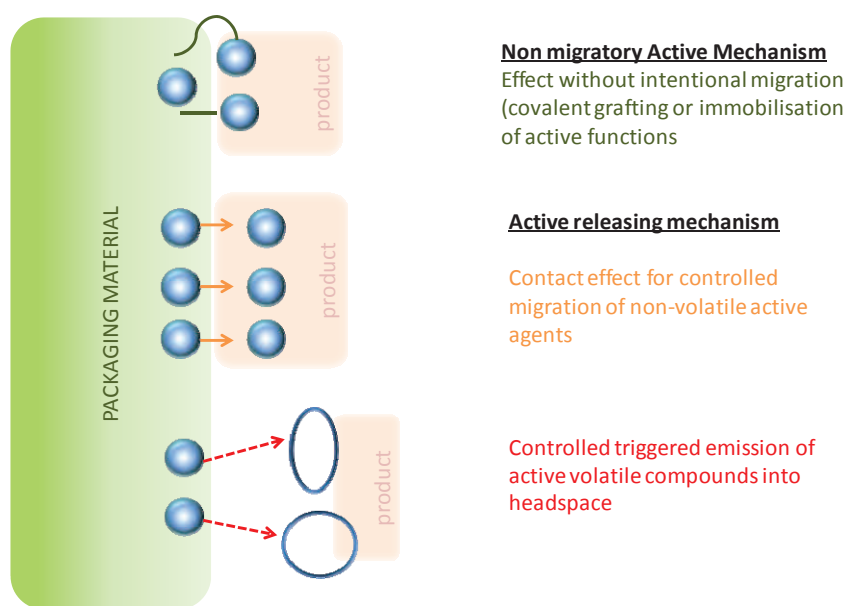 PACKAGING MATERIAL
product
Non migratory Active Mechanism
Effect without intentional migration
(covalent grafting or immobilisation
of active functions
product
Active releasing mechanism
Contact effect for controlled
migration of non-volatile active
agents
product
Controlled triggered emission of
active volatile compounds into
headspace